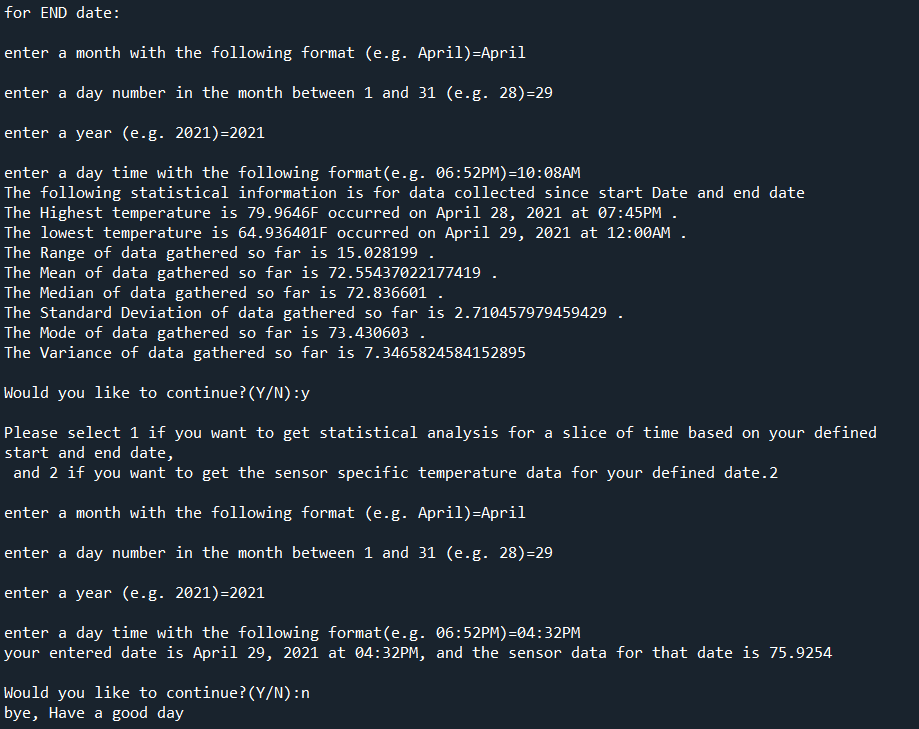 for END date:
enter a month with the following format (e.g. April)=April
enter a day number in the month between 1 and 31 (e.g. 28)=29
enter a year (e.g. 2021)=2021
enter a day time with the following format(e.g. 06:52PM)=10:08AM
The following statistical information is for data collected since start Date and end date
The Highest temperature is 79.9646F occurred on April 28, 2021 at 07:45PM .
The lowest temperature is 64.936401F occurred on April 29, 2021 at 12:00AM .
The Range of data gathered so far is 15.028199 .
The Mean of data gathered so far is 72.55437022177419 .
The Median of data gathered so far is 72.836601 .
The Standard Deviation of data gathered so far is 2.710457979459429 .
The Mode of data gathered so far is 73.430603 .
The Variance of data gathered so far is 7.3465824584152895
Would you like to continue?(Y/N):y
Please select 1 if you want to get statistical analysis for a slice of time based on your defined
start and end date,
 and 2 if you want to get the sensor specific temperature data for your defined date.2
enter a month with the following format (e.g. April)=April
enter a day number in the month between 1 and 31 (e.g. 28)=29
enter a year (e.g. 2021)=2021
enter a day time with the following format(e.g. 06:52PM)=04:32PM
your entered date is April 29, 2021 at 04:32PM, and the sensor data for that date is 75.9254
Would you like to continue?(Y/N):n
bye, Have a good day